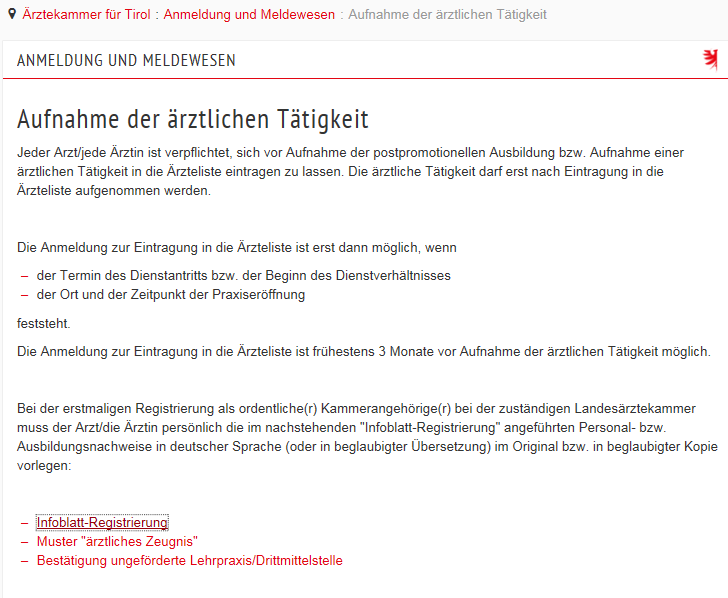 Ärztekammer für Tirol : Anmeldung und Meldewesen : Aufnahme der ärztlichen Tätigkeit
ANMELDUNG UND MELDEWESEN
Aufnahme der ärztlichen Tätigkeit
Jeder Arzt/jede Ärztin ist verpflichtet, sich vor Aufnahme der postpromotionellen Ausbildung bzw. Aufnahme einer
ärztlichen Tätigkeit in die Ärzteliste eintragen zu lassen. Die ärztliche Tätigkeit darf erst nach Eintragung in die
Ärzteliste aufgenommen werden.
Die Anmeldung zur Eintragung in die Ärzteliste ist erst dann möglich, wenn
– der Termin des Dienstantritts bzw. der Beginn des Dienstverhältnisses
– der Ort und der Zeitpunkt der Praxiseröffnung
feststeht.
Die Anmeldung zur Eintragung in die Ärzteliste ist frühestens 3 Monate vor Aufnahme der ärztlichen Tätigkeit möglich.
Bei der erstmaligen Registrierung als ordentliche(r) Kammerangehörige(r) bei der zuständigen Landesärztekammer
muss der Arzt/die Ärztin persönlich die im nachstehenden "Infoblatt-Registrierung" angeführten Personal- bzw.
Ausbildungsnachweise in deutscher Sprache (oder in beglaubigter Übersetzung) im Original bzw. in beglaubigter Kopie
vorlegen:
– Infoblatt-Registrierung
– Muster "ärztliches Zeugnis"
– Bestätigung ungeförderte Lehrpraxis/Drittmittelstelle